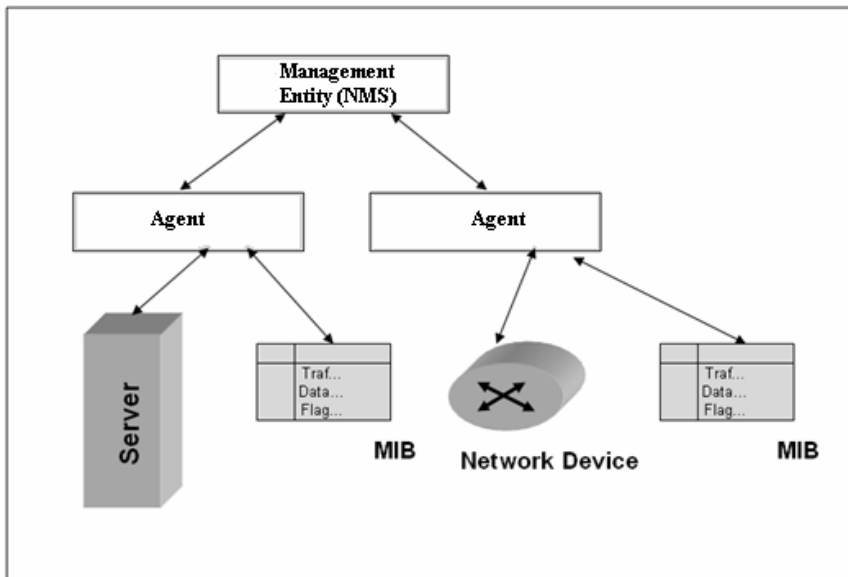 Management
Entity (NMS)
Agent
Agent
Server
Traf...
Data...
Flag...
MIB
Network Device
Traf...
Data...
Flag...
MIB